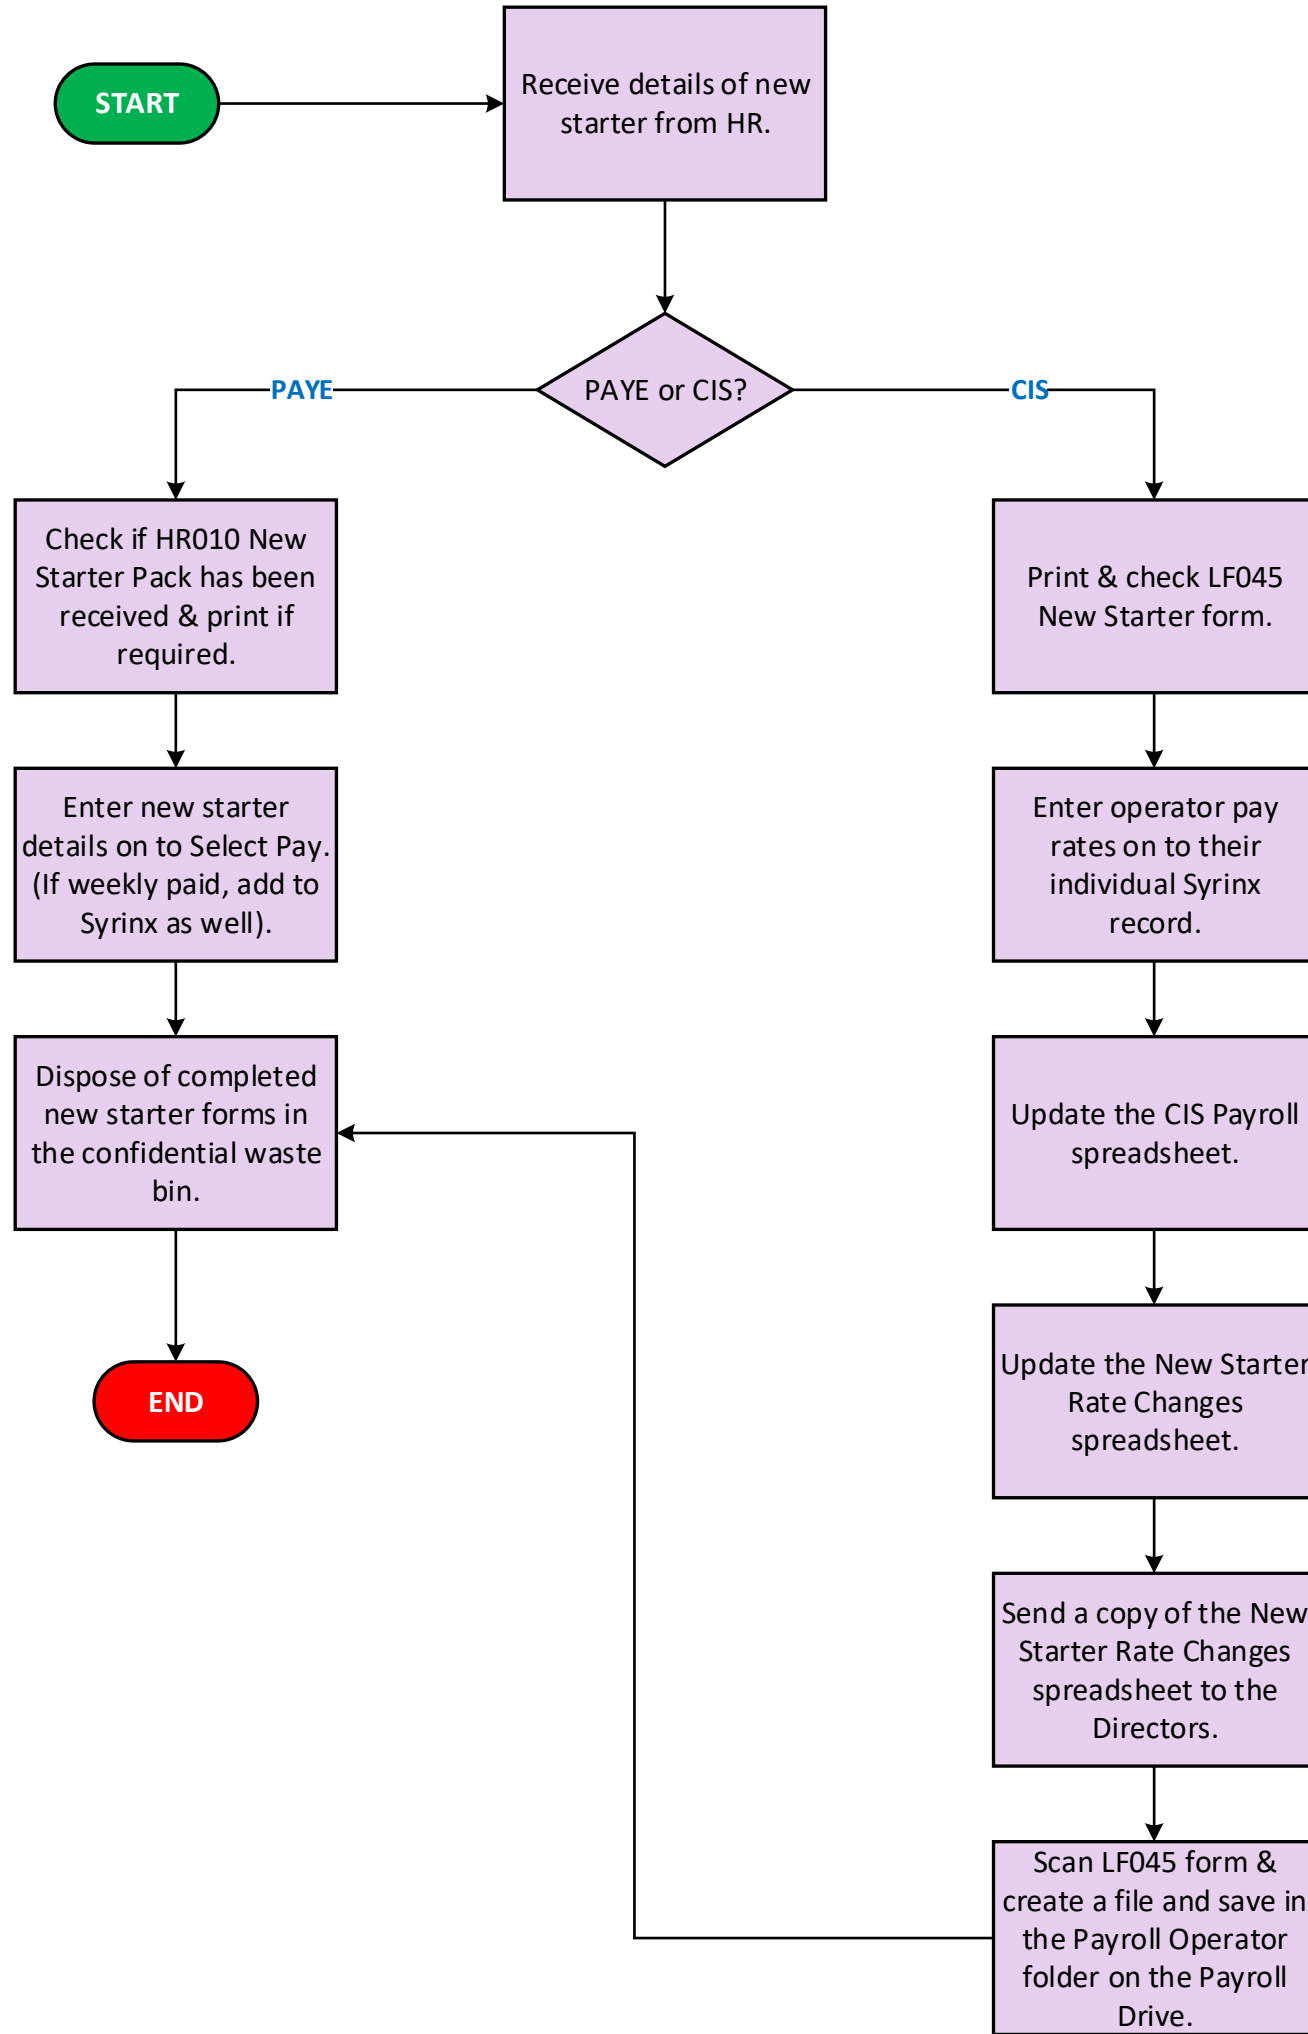 START
Receive details of new
starter from HR.
PAYE or CIS?
PAYE
CIS
Check if HR010 New
Starter Pack has been
received & print if
required.
Enter new starter
details on to Select Pay.
(If weekly paid, add to
Syrinx as well).
Dispose of completed
new starter forms in
the confidential waste
bin.
END
Print & check LF045
New Starter form.
Enter operator pay
rates on to their
individual Syrinx
record.
Update the CIS Payroll
spreadsheet.
Update the New Starter
Rate Changes
spreadsheet.
Send a copy of the New
Starter Rate Changes
spreadsheet to the
Directors.
Scan LF045 form &
create a file and save in
the Payroll Operator
folder on the Payroll
Drive.